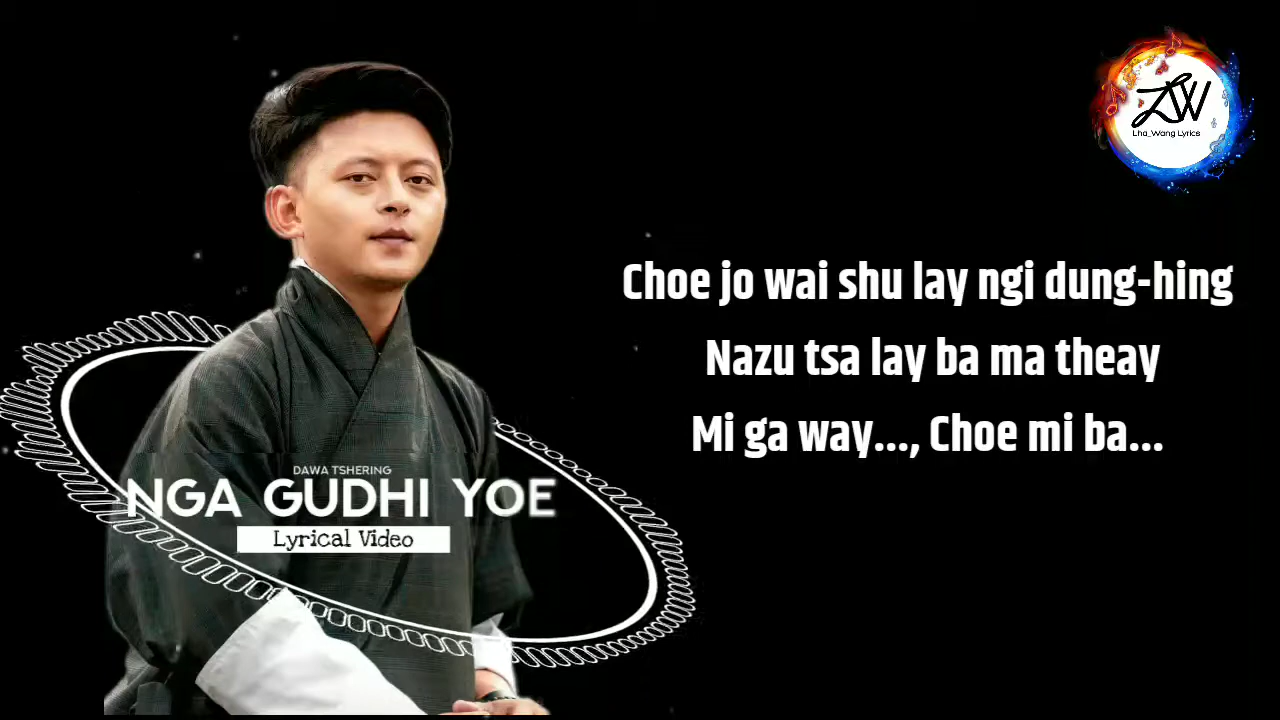 LW
Lha_Wang Lyrics
Choe jo wai shu lay ngi dung-hing
Nazu tsa lay ba ma theay
Mi ga way..., Choe mi ba...
DAWA TSHERING
NGA GUDHI YOE
Lyrical Video